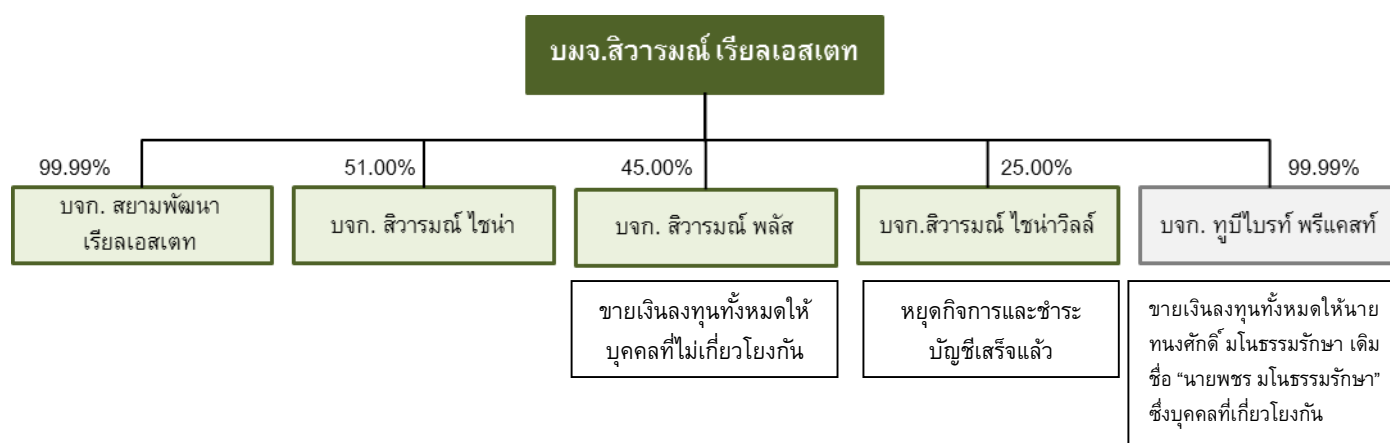 บมจ.สิวารมณ์ เรียลเอสเตท
99.99%
51.00%
45.00%
25.00%
99.99%
บจก. สยามพัฒนา
เรียลเอสเตท
บจก. สิวารมณ์ ไชน่า
บจก. สิวารมณ์ พลัส
บจก.สิวารมณ์ ไชน่าวิลล์
บจก. ทูบีไบรท์ พรีแคสท์
ขายเงินลงทุนทั้งหมดให้
บุคคลที่ไม่เกี่ยวโยงกัน
หยุดกิจการและชำระ
บัญชีเสร็จแล้ว
ขายเงินลงทุนทั้งหมดให้นาย
ทนงศักดิ์ มโนธรรมรักษา เดิม
ชื่อ “นายพชร มโนธรรมรักษา”
ซึ่งบุคคลที่เกี่ยวโยงกัน